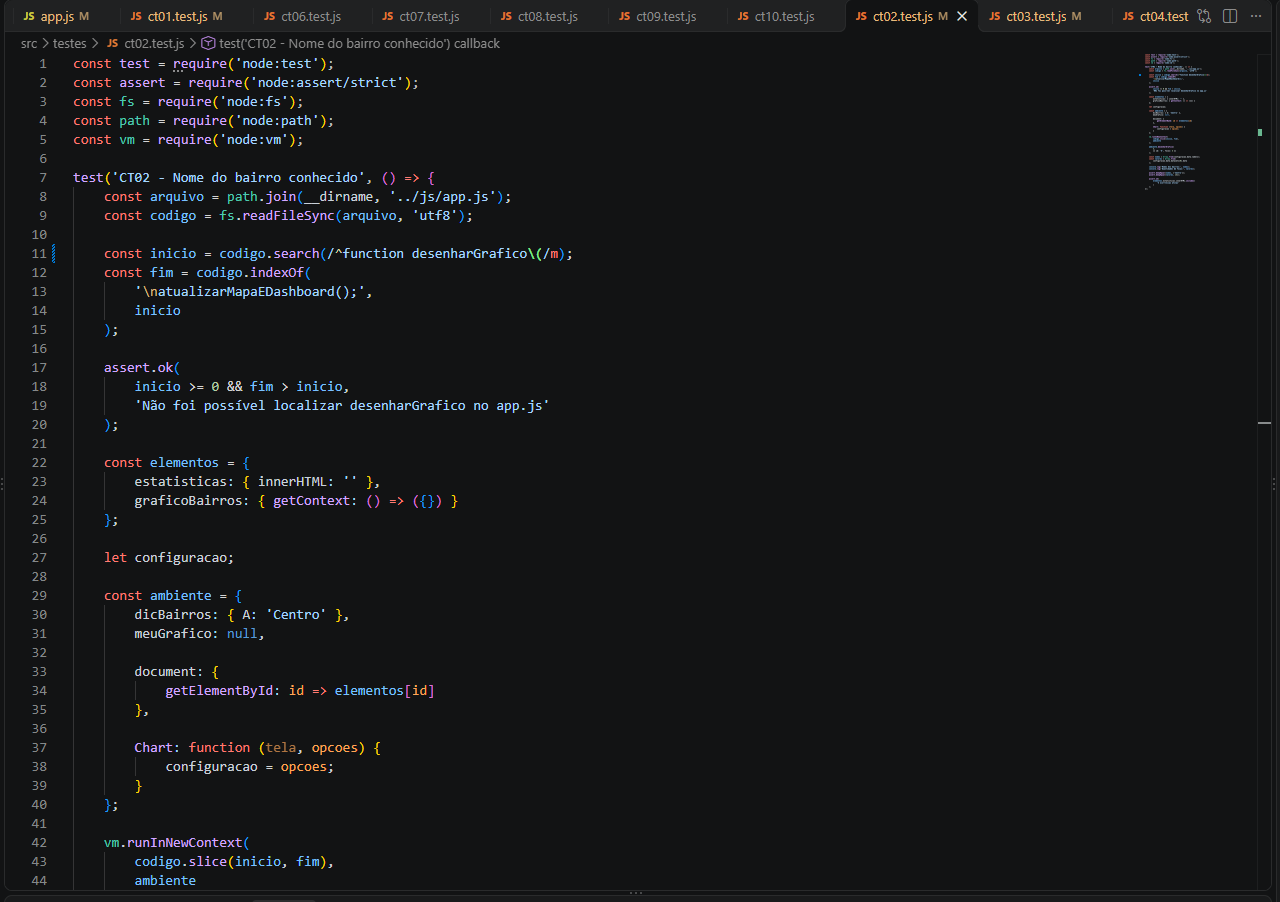 JS app.js M JS ct01.test.js M JS ct06.test.js JS ct07.test.js JS ct08.test.js JS ct09.test.js JS ct10.test.js JS ct02.test.js M JS ct03.test.js M JS ct04.test
src > testes > JS ct02.test.js > test('CT02 - Nome do bairro conhecido') callback
1 const test = require('node:test');
2 const assert = require('node:assert/strict');
3 const fs = require('node:fs');
4 const path = require('node:path');
5 const vm = require('node:vm');
6
7 test('CT02 - Nome do bairro conhecido', () => {
8 const arquivo = path.join(__dirname, '../js/app.js');
9 const codigo = fs.readFileSync(arquivo, 'utf8');
10
11 const inicio = codigo.search(/^function desenharGrafico\(/m);
12 const fim = codigo.indexOf(
13 '\natualizarMapaEDashboard();',
14 inicio
15 );
16
17 assert.ok(
18 inicio >= 0 && fim > inicio,
19 'Não foi possível localizar desenharGrafico no app.js'
20 );
21
22 const elementos = {
23 estatisticas: { innerHTML: '' },
24 graficoBairros: { getContext: () => ({}) }
25 };
26
27 let configuracao;
28
29 const ambiente = {
30 dicBairros: { A: 'Centro' },
31 meuGrafico: null,
32
33 document: {
34 getElementById: id => elementos[id]
35 },
36
37 Chart: function (tela, opcoes) {
38 configuracao = opcoes;
39 }
40 };
41
42 vm.runInNewContext(
43 codigo.slice(inicio, fim),
44 ambiente